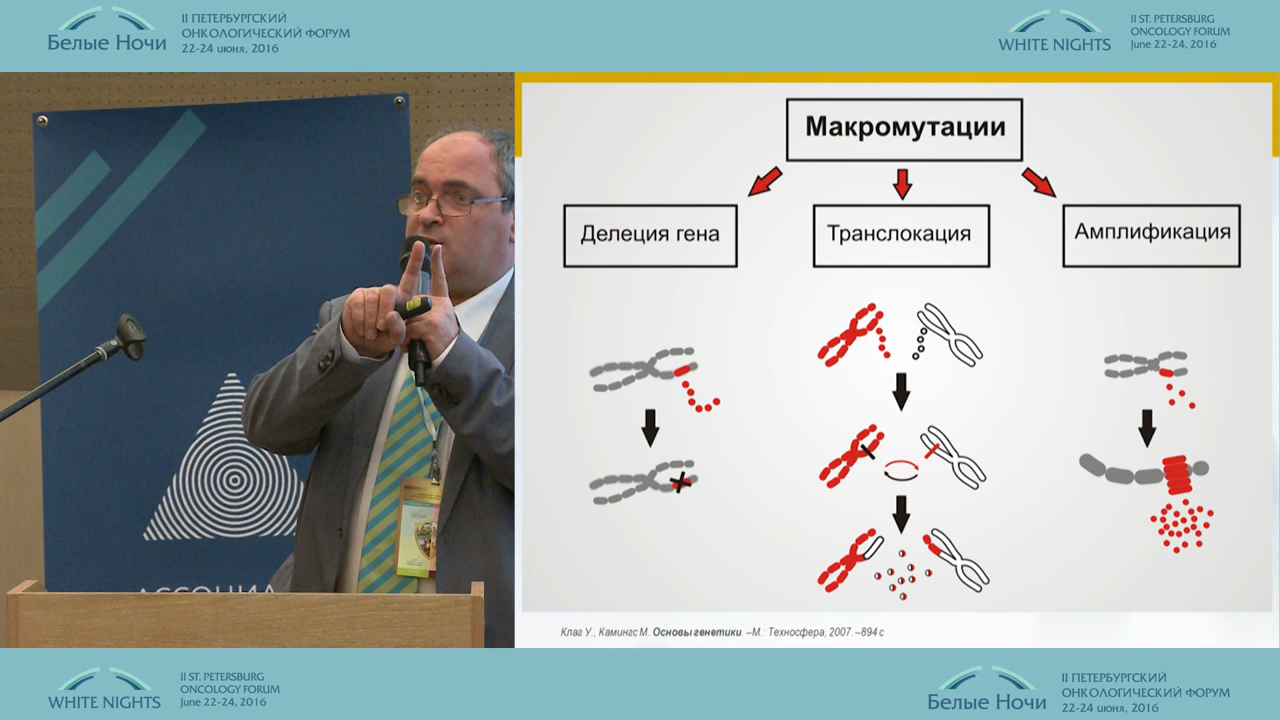 Белые Ночи
II ПЕТЕРБУРГСКИЙ
ОНКОЛОГИЧЕСКИЙ ФОРУМ
22-24 июня, 2016
WHITE NIGHTS
II ST. PETERSBURG
ONCOLOGY FORUM
June 22-24, 2016
Макромутации
Делеция гена
Транслокация
Амплификация
АССОЦИА
Клаг У., Камингс М. Основы генетики. –М.: Техносфера, 2007. –894 с
WHITE NIGHTS
II ST. PETERSBURG
ONCOLOGY FORUM
June 22-24, 2016
Белые Ночи
II ПЕТЕРБУРГСКИЙ
ОНКОЛОГИЧЕСКИЙ ФОРУМ
22-24 июня, 2016